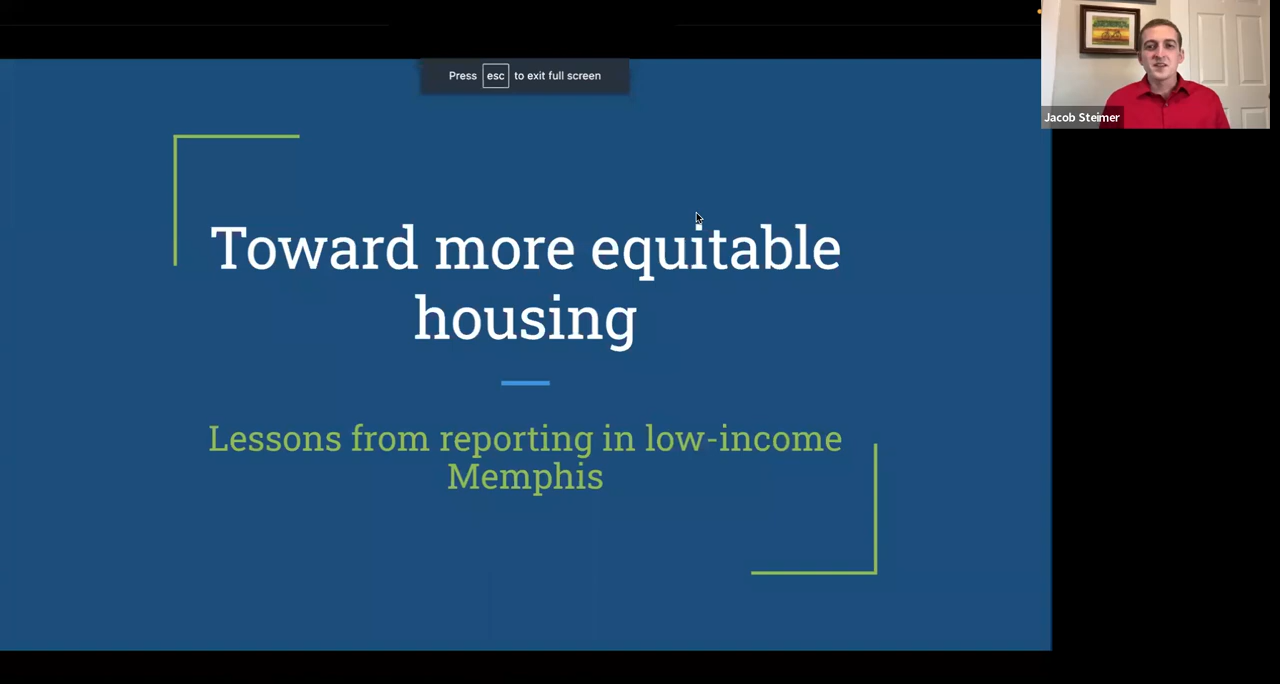 Press esc to exit full screen
Jacob Steimer
Toward more equitable
housing
Lessons from reporting in low-income
Memphis